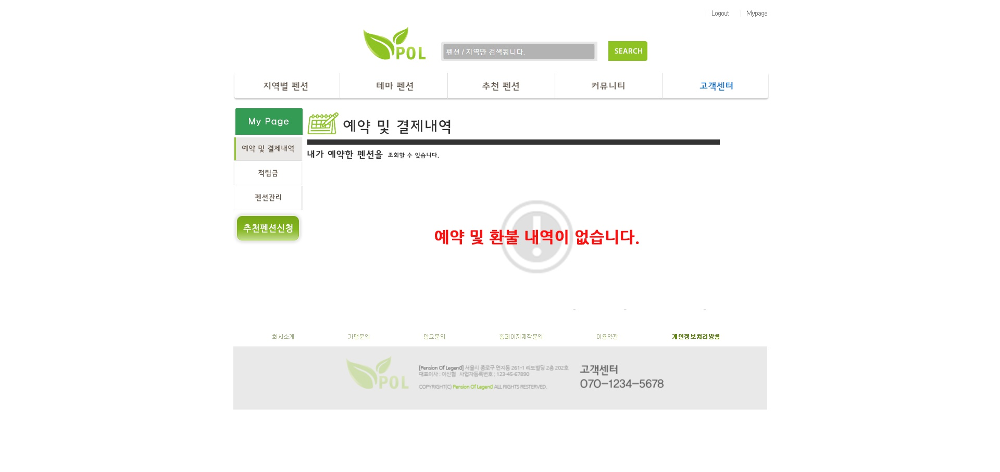 Logout
Mypage
POL
펜션 / 지역만 검색됩니다.
SEARCH
지역별 펜션
테마 펜션
추천 펜션
커뮤니티
고객센터
My Page
예약 및 결제내역
적립금
펜션관리
추천펜션신청
예약 및 결제내역
내가 예약한 펜션을 조회할 수 있습니다.
예약 및 환불 내역이 없습니다.
회사소개
가맹문의
광고문의
홈페이지제작문의
이용약관
개인정보처리방침
POL
[Pension Of Legend] 서울시 종로구 연지동 261-1 리도빌딩 2층 202호
대표이사 : 이신협 사업자등록번호 ; 123-45-67890
COPYRIGHT(C) Pension Of Legend ALL RIGHTS RESTERVED.
고객센터
070-1234-5678